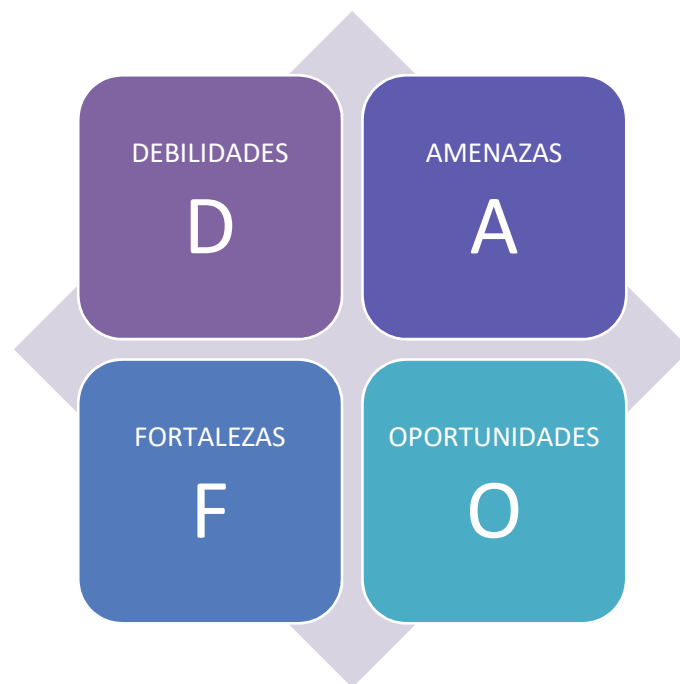 DEBILIDADES
D
AMENAZAS
A
FORTALEZAS
F
OPORTUNIDADES
O